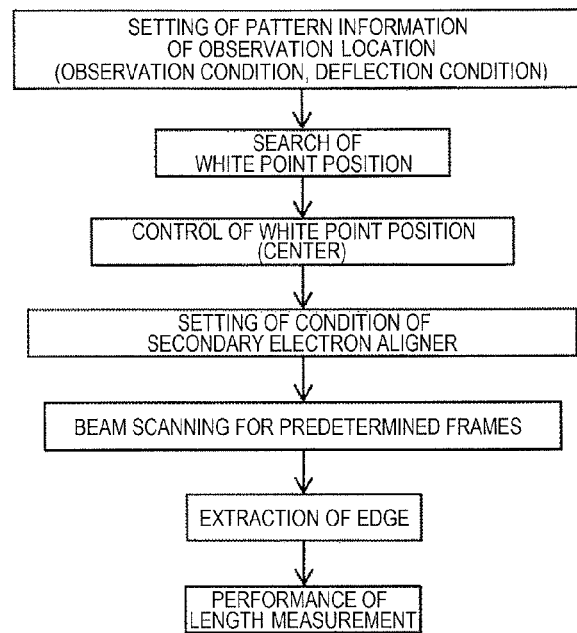 SETTING OF PATTERN INFORMATION
OF OBSERVATION LOCATION
(OBSERVATION CONDITION, DEFLECTION CONDITION)
SEARCH OF
WHITE POINT POSITION
CONTROL OF WHITE POINT POSITION
(CENTER)
SETTING OF CONDITION OF
SECONDARY ELECTRON ALIGNER
BEAM SCANNING FOR PREDETERMINED FRAMES
EXTRACTION OF EDGE
PERFORMANCE OF
LENGTH MEASUREMENT